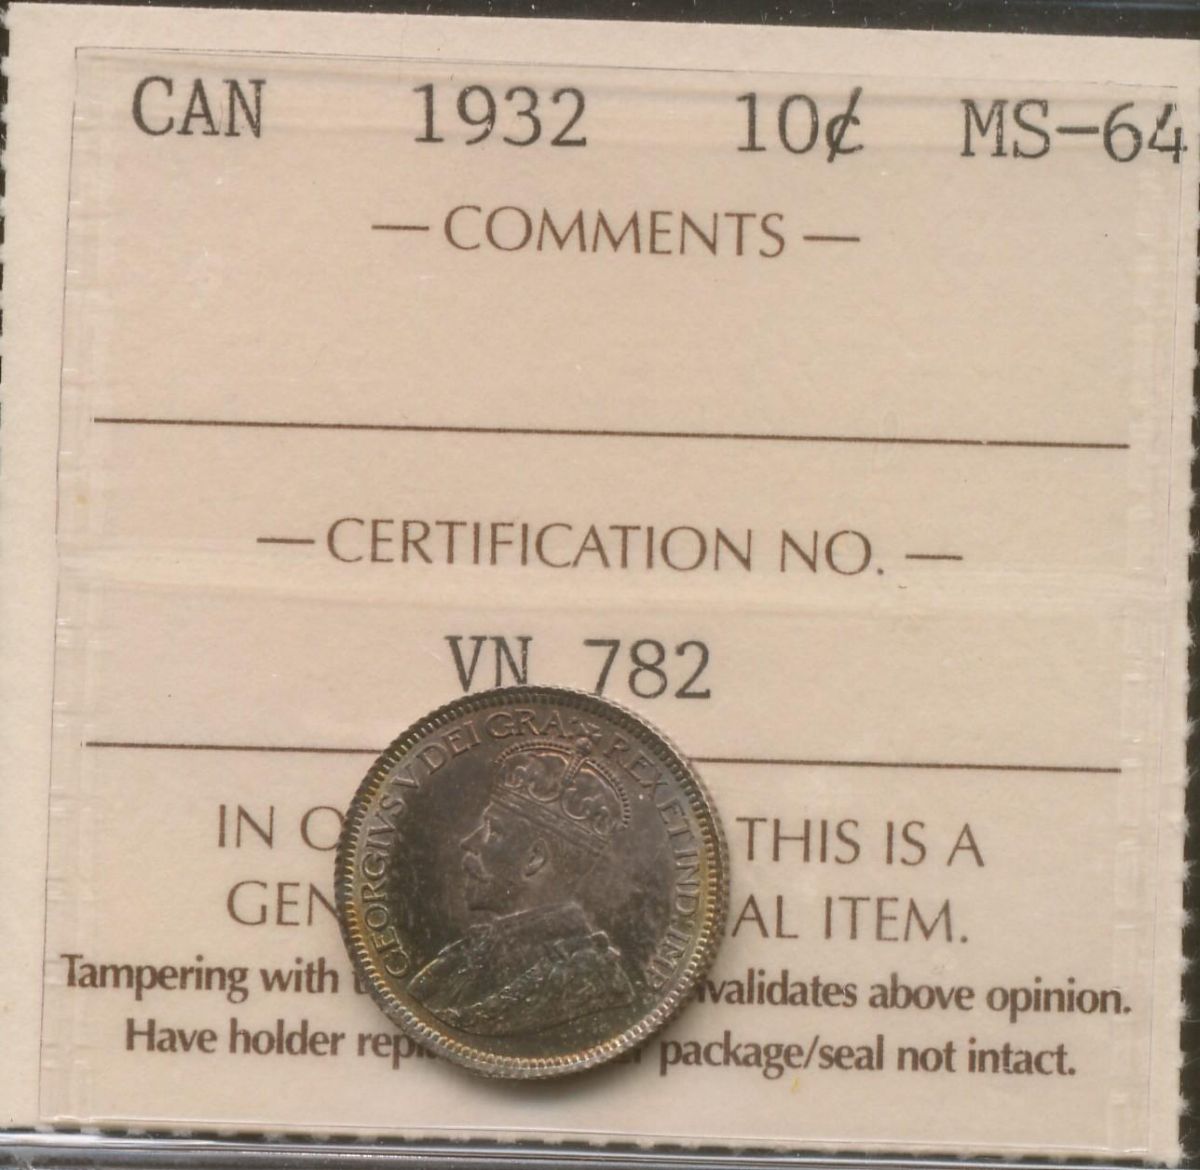 CAN 1932 10¢ MS-64
— COMMENTS —
— CERTIFICATION NO. —
VN 782
GEORGIVS V DEI GRA: REX ET IND: IMP:
IN O THIS IS A
GEN AL ITEM.
Tampering with validates above opinion.
Have holder package/seal not intact.